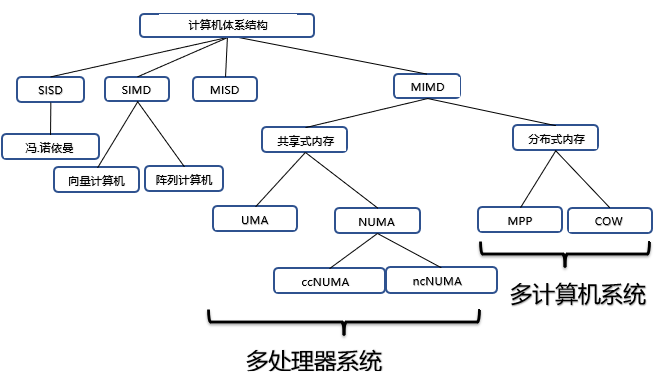 计算机体系结构
SISD
SIMD
MISD
MIMD
冯.诺依曼
向量计算机
阵列计算机
共享式内存
分布式内存
UMA
NUMA
MPP
COW
ccNUMA
ncNUMA
多计算机系统
多处理器系统